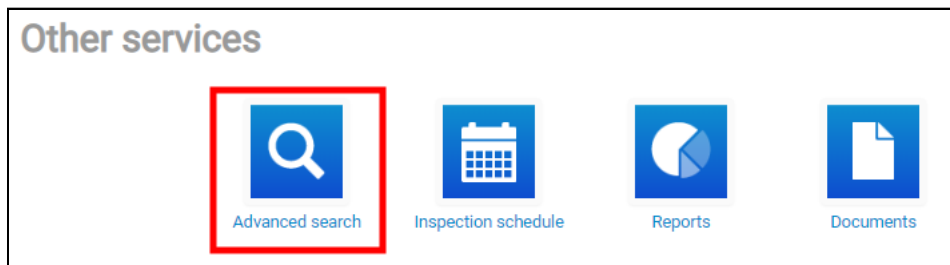 Other services
Advanced search
Inspection schedule
Reports
Documents